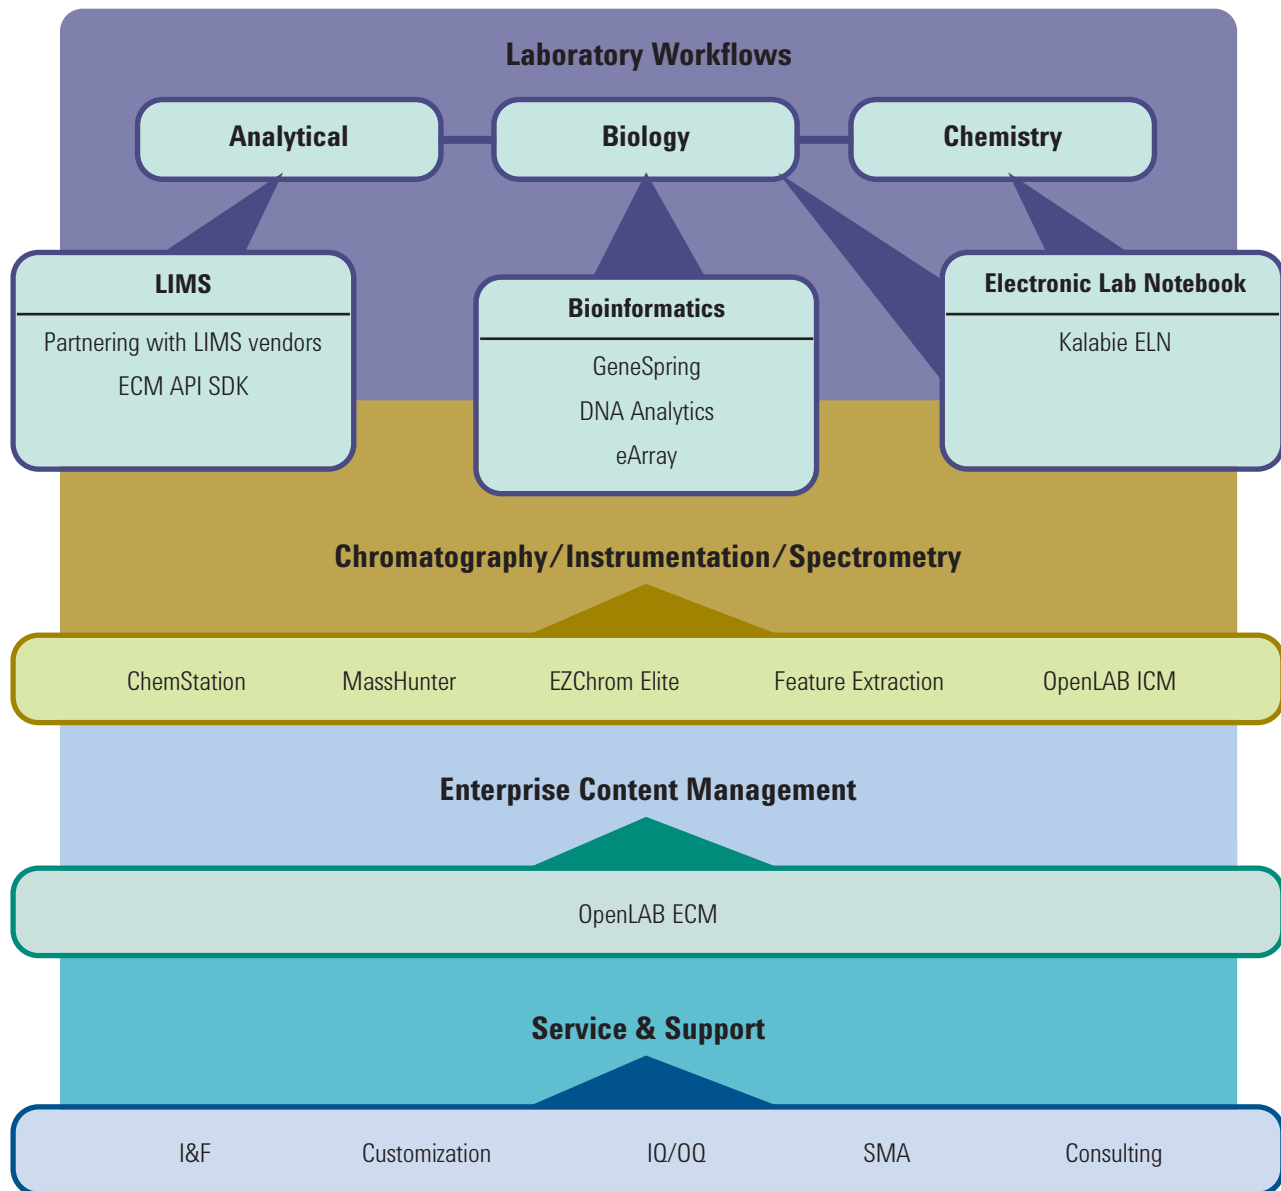 Laboratory Workflows
Analytical
Biology
Chemistry
LIMS
Partnering with LIMS vendors
ECM API SDK
Bioinformatics
GeneSpring
DNA Analytics
eArray
Electronic Lab Notebook
Kalabie ELN
Chromatography/Instrumentation/Spectrometry
ChemStation MassHunter EZChrom Elite Feature Extraction OpenLAB ICM
Enterprise Content Management
OpenLAB ECM
Service & Support
I&F Customization IQ/OQ SMA Consulting